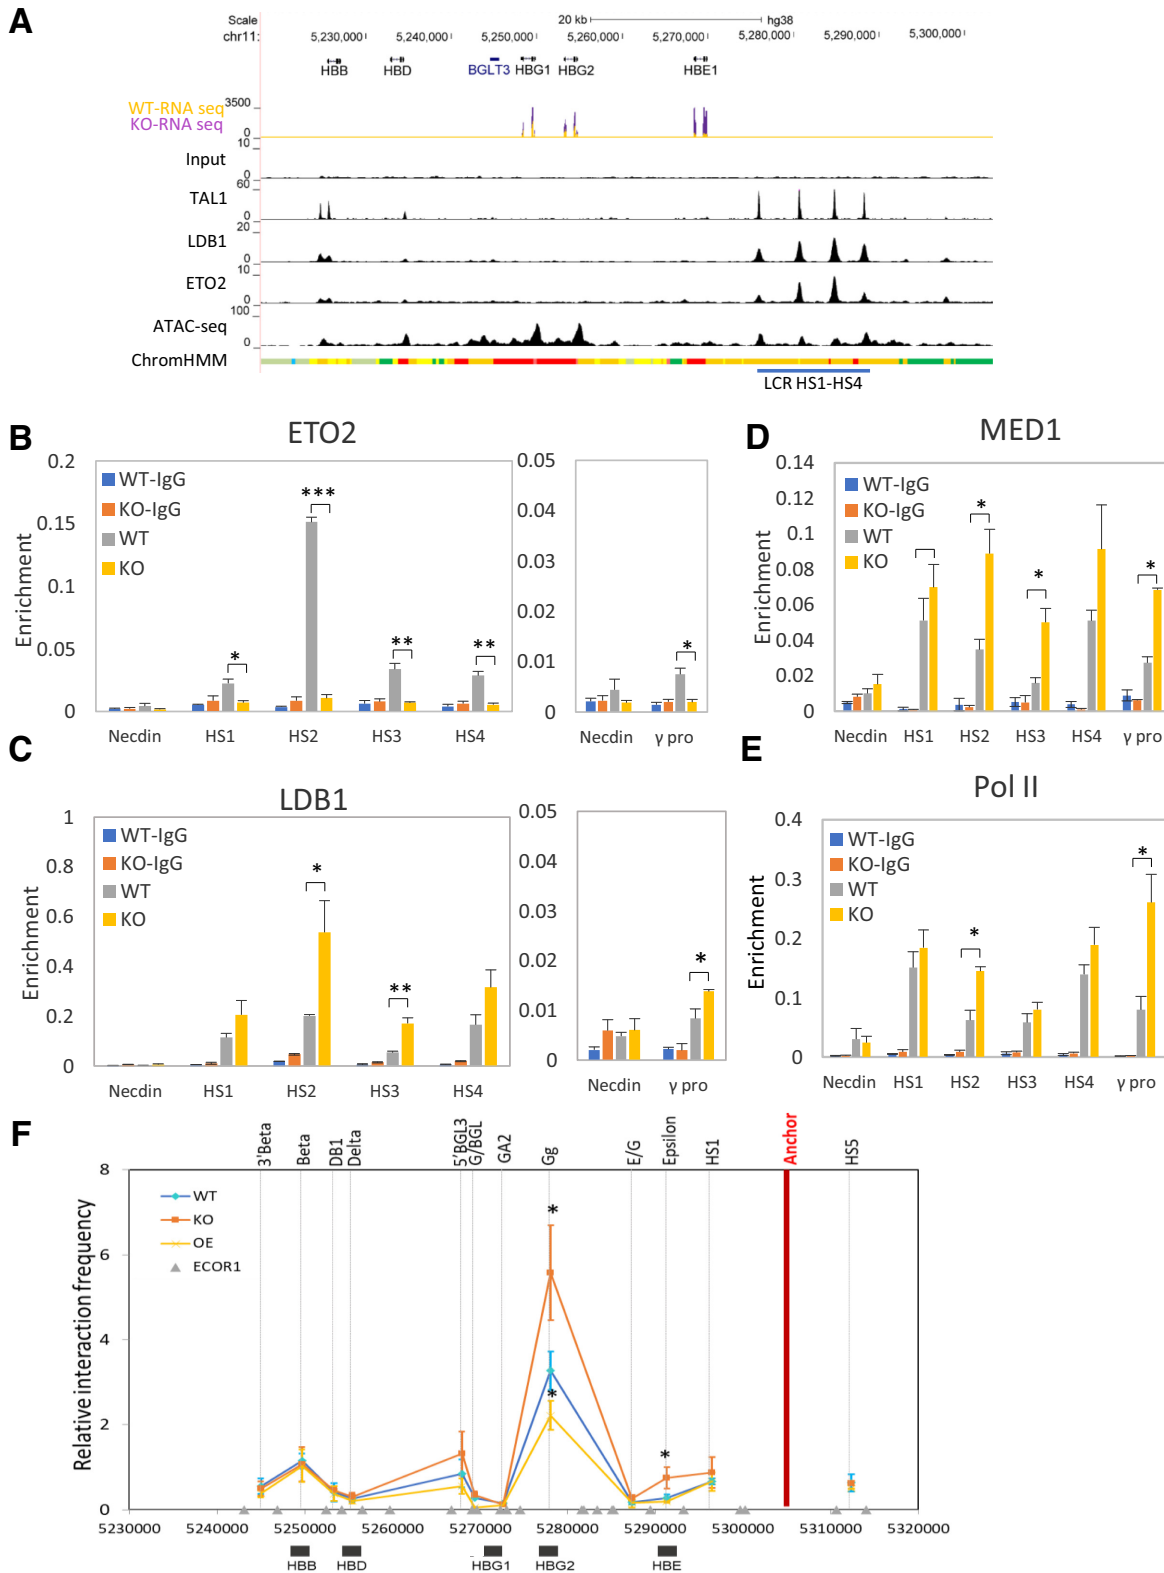 A
Scale
20 kb
hg38
chr11:
5,230,000
5,240,000
5,250,000
5,260,000
5,270,000
5,280,000
5,290,000
5,300,000
HBB
HBD
BGLT3
HBG1
HBG2
HBE1
WT-RNA seq
KO-RNA seq
3500
0
Input
10
0
TAL1
60
0
LDB1
20
0
ETO2
10
0
ATAC-seq
100
0
ChromHMM
LCR HS1-HS4
B
ETO2
Enrichment
0.2
0.15
0.1
0.05
0
WT-IgG
KO-IgG
WT
KO
*
***
**
**
Necdin
HS1
HS2
HS3
HS4
0.05
0.04
0.03
0.02
0.01
0
*
Necdin
γ pro
C
LDB1
Enrichment
1
0.8
0.6
0.4
0.2
0
WT-IgG
KO-IgG
WT
KO
*
**
Necdin
HS1
HS2
HS3
HS4
0.05
0.04
0.03
0.02
0.01
0
*
Necdin
γ pro
D
MED1
Enrichment
0.14
0.12
0.1
0.08
0.06
0.04
0.02
0
WT-IgG
KO-IgG
WT
KO
*
*
*
Necdin
HS1
HS2
HS3
HS4
γ pro
E
Pol II
Enrichment
0.4
0.3
0.2
0.1
0
WT-IgG
KO-IgG
WT
KO
*
*
Necdin
HS1
HS2
HS3
HS4
γ pro
F
3'Beta
Beta
DB1
Delta
5'BGL3
G/BGL
GA2
Gg
E/G
Epsilon
HS1
Anchor
HS5
Relative interaction frequency
8
6
4
2
0
WT
KO
OE
ECOR1
*
*
*
5230000
5240000
5250000
5260000
5270000
5280000
5290000
5300000
5310000
5320000
HBB
HBD
HBG1
HBG2
HBE